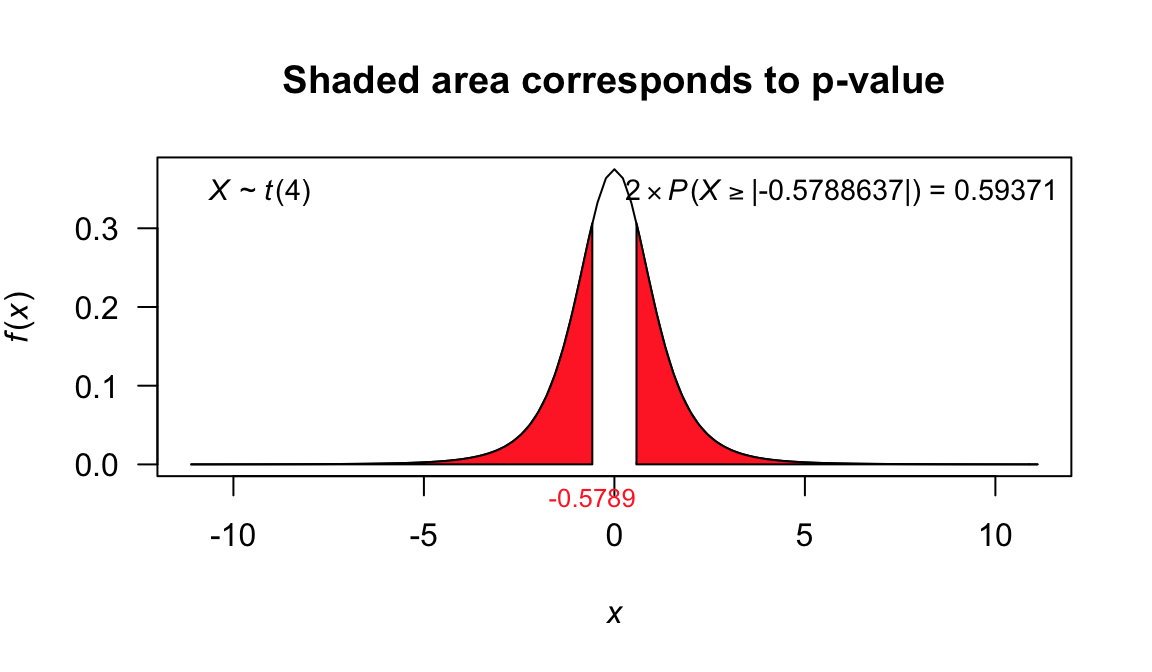 Shaded area corresponds to p-value
X ~ t(4)
2 × P(X ≥ |-0.5788637|) = 0.59371
f(x)
0.3
0.2
0.1
0.0
-0.5789
-10 -5 0 5 10
x